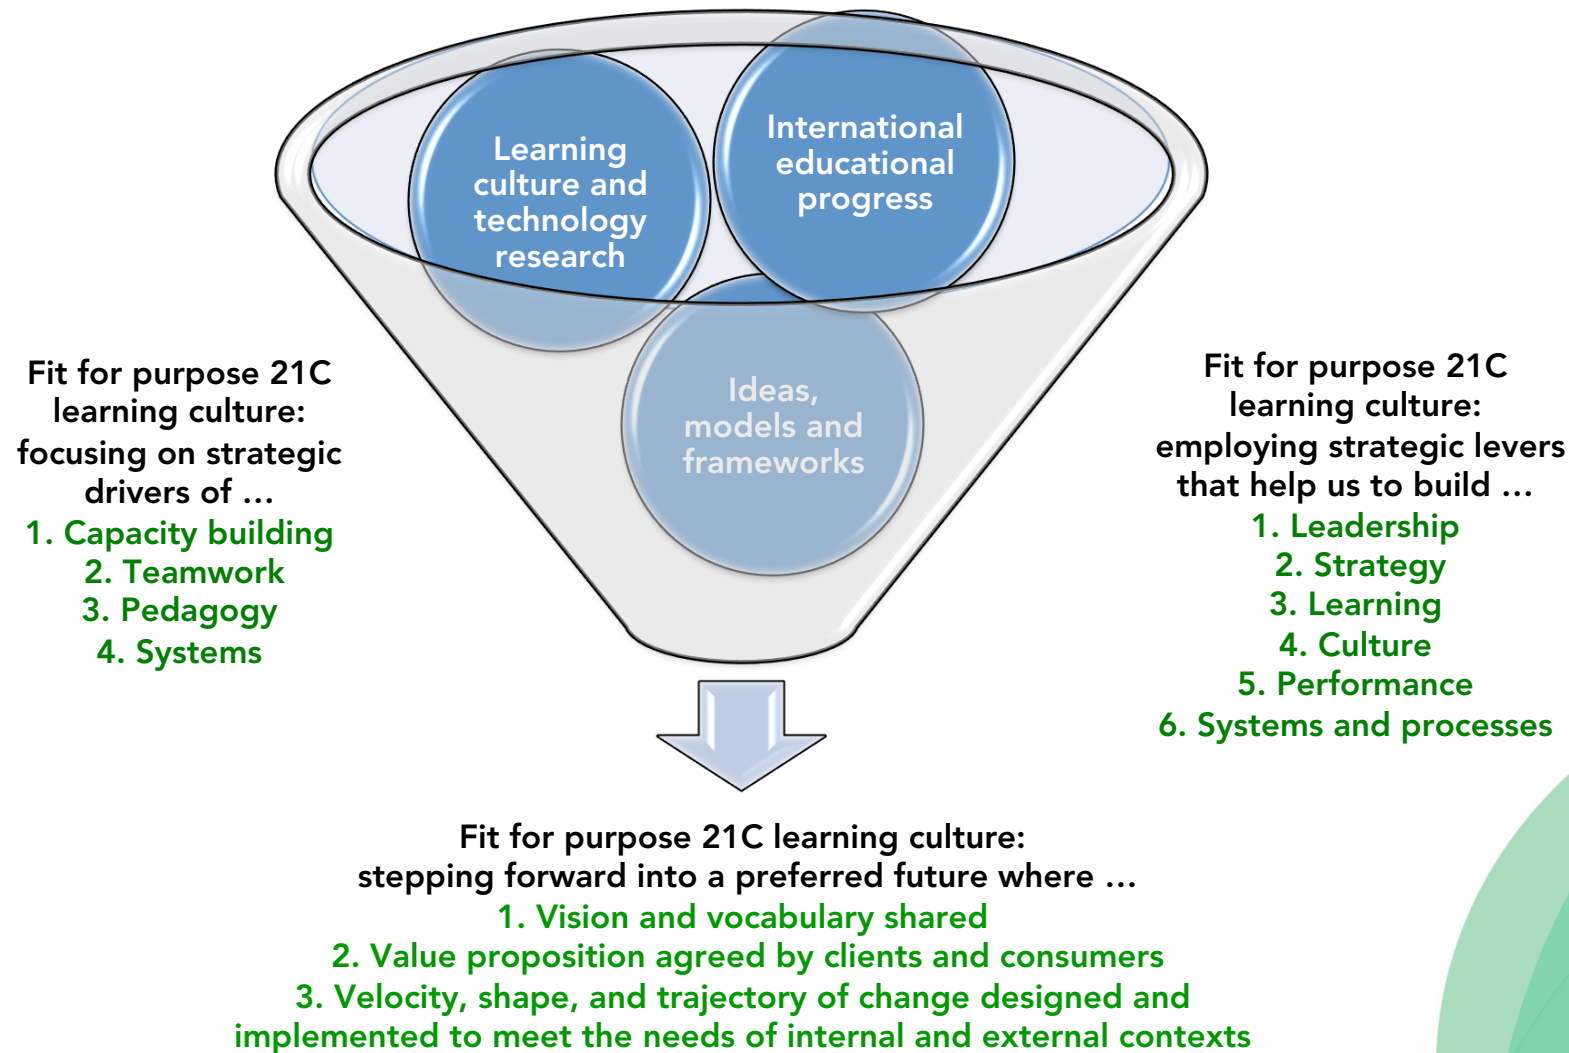 Learning
culture and
technology
research
International
educational
progress
Ideas,
models and
frameworks
Fit for purpose 21C
learning culture:
focusing on strategic
drivers of …
1. Capacity building
2. Teamwork
3. Pedagogy
4. Systems
Fit for purpose 21C
learning culture:
employing strategic levers
that help us to build …
1. Leadership
2. Strategy
3. Learning
4. Culture
5. Performance
6. Systems and processes
Fit for purpose 21C learning culture:
stepping forward into a preferred future where …
1. Vision and vocabulary shared
2. Value proposition agreed by clients and consumers
3. Velocity, shape, and trajectory of change designed and
implemented to meet the needs of internal and external contexts